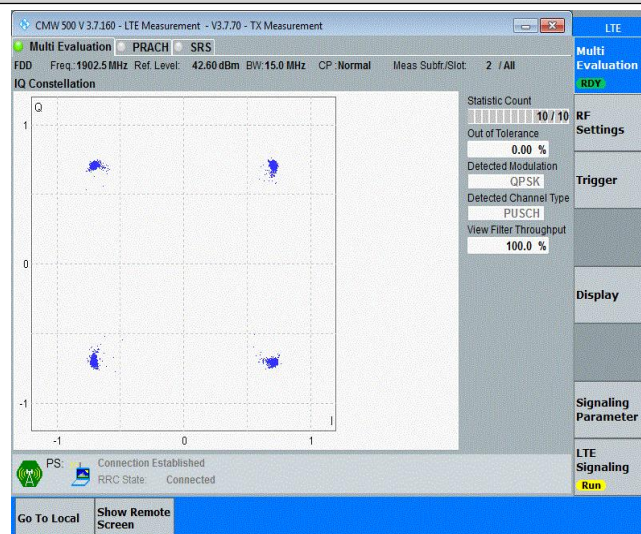 CMW 500 V 3.7.160 - LTE Measurement - V3.7.70 - TX Measurement
LTE
Multi Evaluation PRACH SRS
FDD Freq.: 1902.5 MHz Ref. Level: 42.60 dBm BW: 15.0 MHz CP : Normal Meas Subfr./Slot: 2 / All
IQ Constellation
Q
1
0
-1
I
-1 0 1
Statistic Count
10 / 10
Out of Tolerance
0.00 %
Detected Modulation
QPSK
Detected Channel Type
PUSCH
View Filter Throughput
100.0 %
Multi
Evaluation
RDY
RF
Settings
Trigger
Display
Signaling
Parameter
LTE
Signaling
Run
PS: Connection Established
RRC State: Connected
Go To Local
Show Remote
Screen